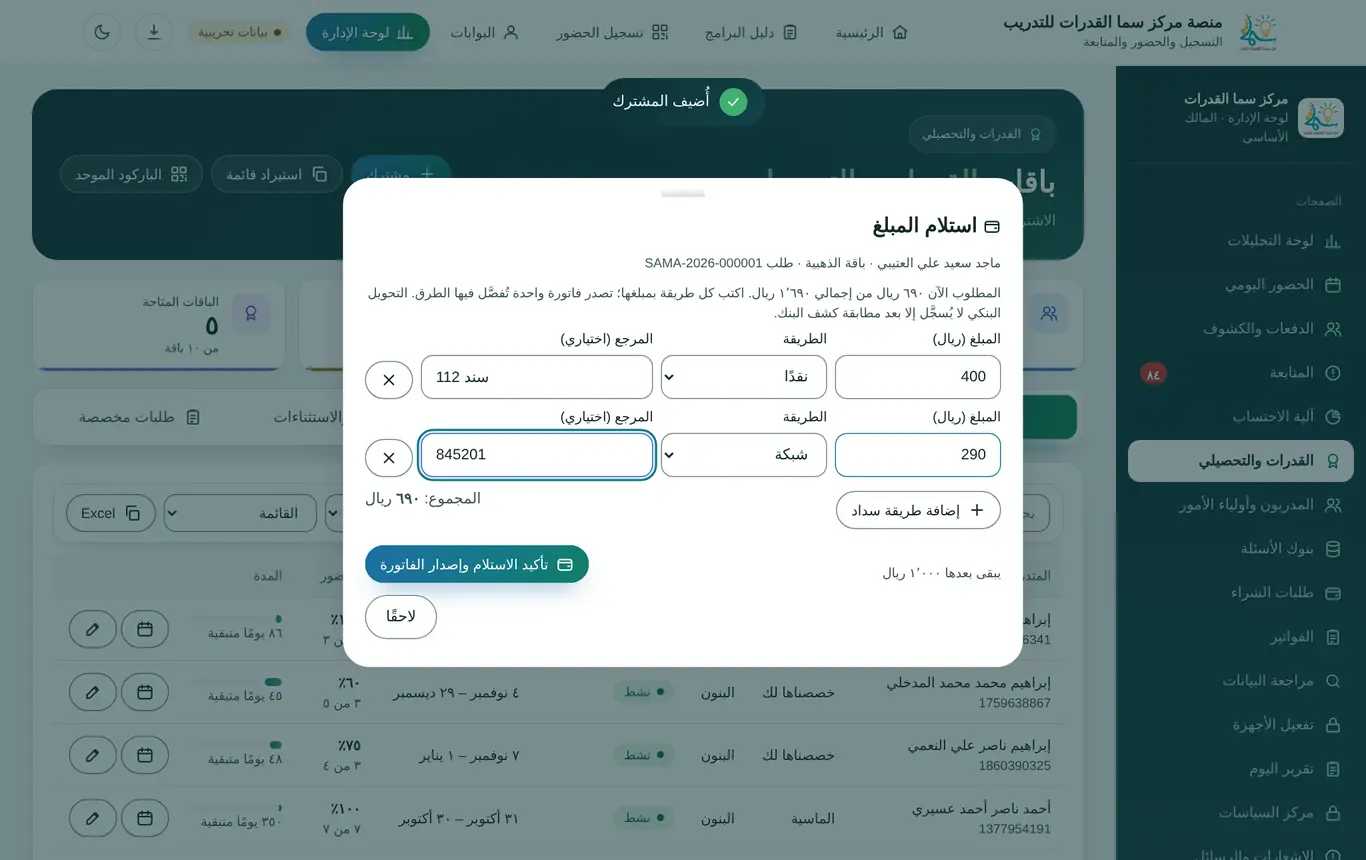 منصة مركز سما القدرات للتدريب
التسجيل والحضور والمتابعة
الرئيسية
دليل البرامج
تسجيل الحضور
البوابات
لوحة الإدارة
بيانات تجريبية
أُضيف المشترك
مركز سما القدرات
لوحة الإدارة · المالك
الأساسي
الصفحات
لوحة التحليلات
الحضور اليومي
الدفعات والكشوف
المتابعة
٨٤
آلية الاحتساب
القدرات والتحصيلي
المدربون وأولياء الأمور
بنوك الأسئلة
طلبات الشراء
الفواتير
مراجعة البيانات
تفعيل الأجهزة
تقرير اليوم
مركز السياسات
الإشعارات والرسائل
القدرات والتحصيلي
مشترك
استيراد قائمة
الباركود الموحد
الباقات المتاحة
٥
من ١٠ باقة
والاستثناءات
طلبات مخصصة
القائمة
Excel
المدة
استلام المبلغ
ماجد سعيد علي العتيبي · باقة الذهبية · طلب SAMA-2026-000001
المطلوب الآن ٦٩٠ ريال من إجمالي ١٬٦٩٠ ريال. اكتب كل طريقة بمبلغها؛ تصدر فاتورة واحدة تُفصَّل فيها الطرق. التحويل
البنكي لا يُسجَّل إلا بعد مطابقة كشف البنك.
المبلغ (ريال)
الطريقة
المرجع (اختياري)
400
نقدًا
سند 112
المبلغ (ريال)
الطريقة
المرجع (اختياري)
290
شبكة
845201
إضافة طريقة سداد
المجموع: ٦٩٠ ريال
يبقى بعدها ١٬٠٠٠ ريال
تأكيد الاستلام وإصدار الفاتورة
لاحقًا
٨٦ يومًا متبقية
إبراهيم محمد محمد المدخلي
1759638867
خصصناها لك
البنون
نشط
٤ نوفمبر – ٢٩ ديسمبر
٦٠٪
٣ من ٥
٤٥ يومًا متبقية
إبراهيم ناصر علي النعمي
1860390325
خصصناها لك
البنون
نشط
٧ نوفمبر – ١ يناير
٧٥٪
٣ من ٤
٤٨ يومًا متبقية
أحمد ناصر أحمد عسيري
1377954191
الماسية
البنون
نشط
٣١ أكتوبر – ٣٠ أكتوبر
١٠٠٪
٧ من ٧
٣٥٠ يومًا متبقية